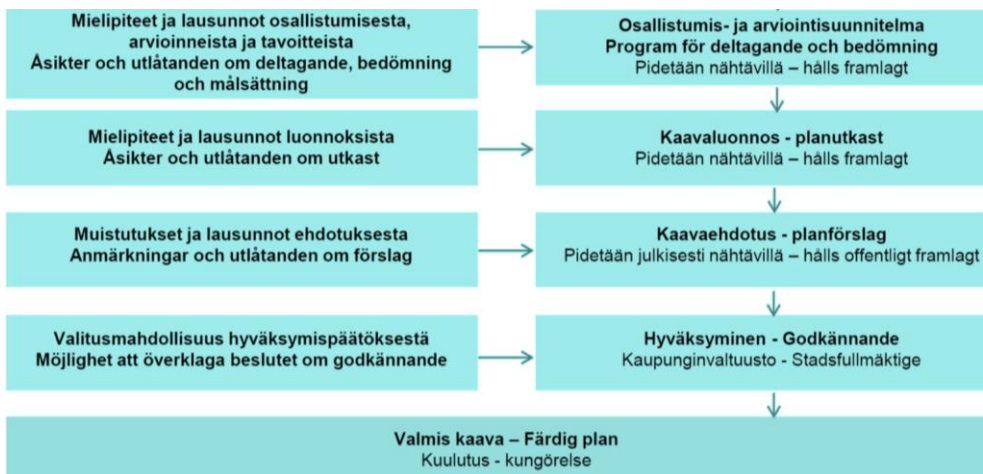 Mielipiteet ja lausunnot osallistumisesta,
arvioinneista ja tavoitteista
Åsikter och utlåtanden om deltagande, bedömning
och målsättning
Osallistumis- ja arviointisuunnitelma
Program för deltagande och bedömning
Pidetään nähtävillä – hålls framlagt
Mielipiteet ja lausunnot luonnoksista
Åsikter och utlåtanden om utkast
Kaavaluonnos - planutkast
Pidetään nähtävillä – hålls framlagt
Muistutukset ja lausunnot ehdotuksesta
Anmärkningar och utlåtanden om förslag
Kaavaehdotus - planförslag
Pidetään julkisesti nähtävillä – hålls offentligt framlagt
Valitusmahdollisuus hyväksymispäätöksestä
Möjlighet att överklaga beslutet om godkännande
Hyväksyminen - Godkännande
Kaupunginvaltuusto - Stadsfullmäktige
Valmis kaava – Färdig plan
Kuulutus - kungörelse